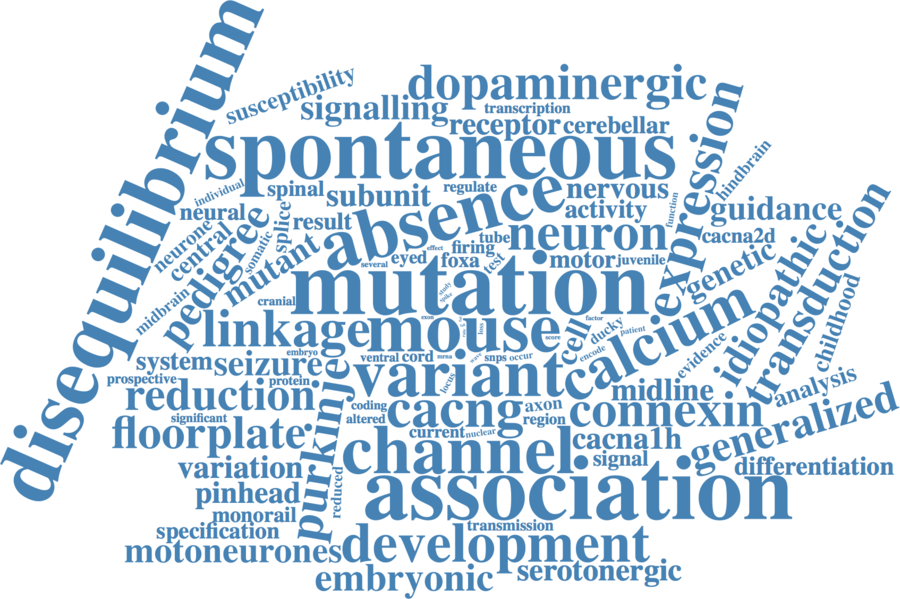 disequilibrium
susceptibility
dopaminergic
signalling
transcription
receptor
cerebellar
spontaneous
expression
hindbrain
individual
spinal
subunit
regulate
nervous
absence
function
neural
splice
result
activity
guidance
neurone
central
pedigree
somatic
mutant
effect
firing
tube
neuron
cacna2d
several
eyed
foxa
test
motor
juvenile
genetic
idiopathic
transduction
midbrain
cranial
mutation
study
spike
calcium
childhood
linkage
mouse
exon
loss
score
factor
cell
ducky
patient
encode
evidence
system
seizure
embryo
ventral
cord
mrna
wave
snps
occur
prospective
protein
purkinje
variant
locus
midline
analysis
reduction
coding
cacng
axon
connexin
significant
altered
region
generalized
floorplate
current
nuclear
channel
cacna1h
variation
reduced
signal
differentiation
pinhead
association
monorail
specification
transmission
motoneurones
development
embryonic
serotonergic